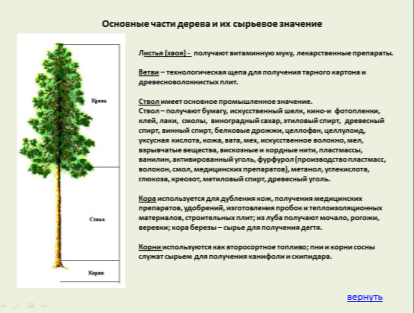 Основные части дерева и их сырьевое значение
Листья (хвоя) - получают витаминную муку, лекарственные препараты.
Ветви – технологическая щепа для получения тарного картона и
древесноволокнистых плит.
Ствол имеет основное промышленное значение.
Ствол – получают бумагу, искусственный шелк, кино-и фотопленки,
клей, лаки, смолы, виноградный сахар, этиловый спирт, древесный
спирт, винный спирт, белковые дрожжи, целлофан, целлулоид,
уксусная кислота, кожа, вата, мех, искусственное волокно, мел,
взрывчатые вещества, вискозные и кордные нити, пластмассы,
ванилин, активированный уголь, фурфурол (производство пластмасс,
волокон, смол, медицинских препаратов), метанол, углекислота,
глюкоза, креозот, метиловый спирт, древесный уголь.
Кора используется для дубления кож, получения медицинских
препаратов, удобрений, изготовления пробок и теплоизоляционных
материалов, строительных плит; из луба получают мочало, рогожи,
веревки; кора березы – сырье для получения дегтя.
Корни используются как второсортное топливо; пни и корни сосны
служат сырьем для получения канифоли и скипидара.
Крона
Ствол
Корни
вернуть